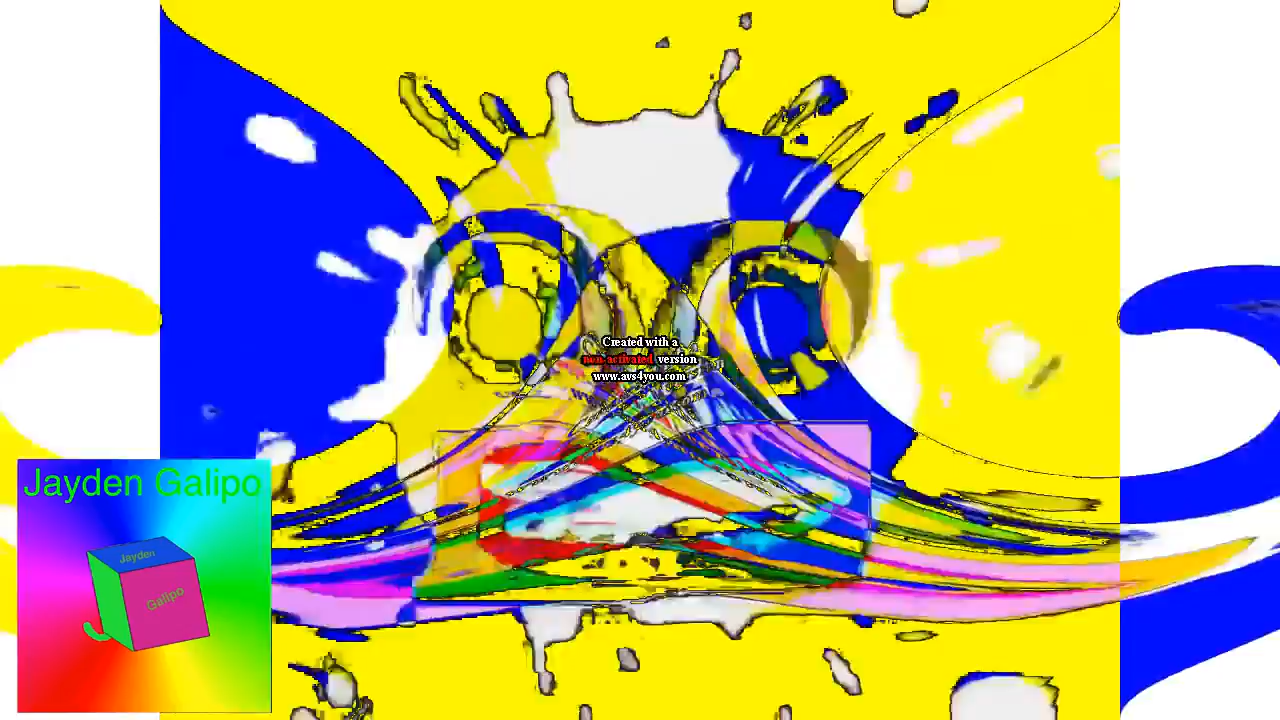 Created with a
non-activated version
www.avs4you.com
Jayden Galipo
Jayden
Galipo